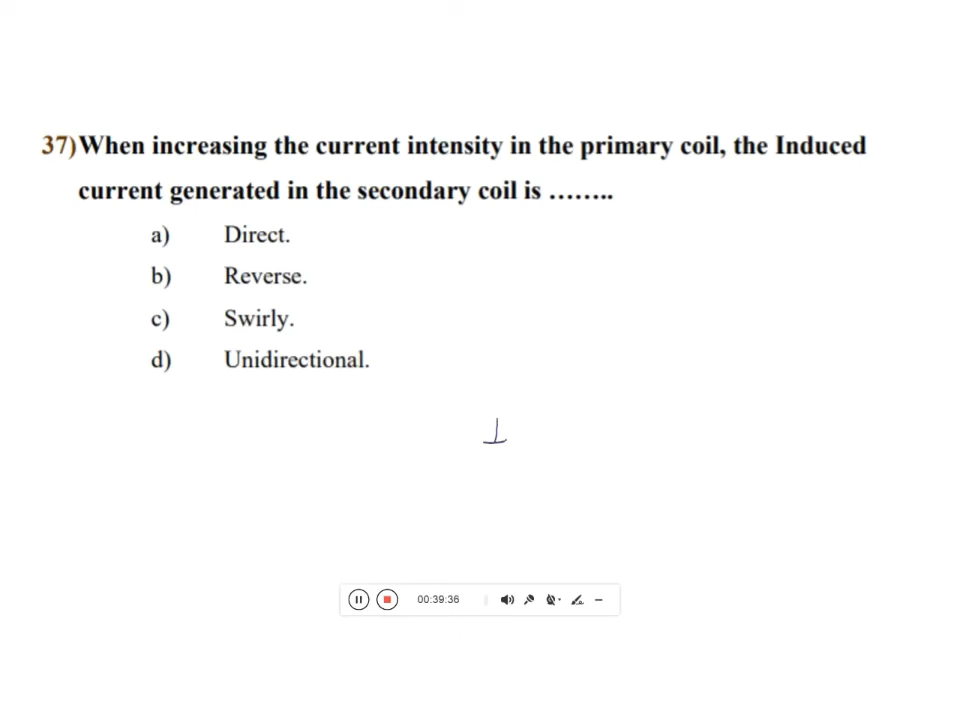 37)When increasing the current intensity in the primary coil, the Induced
current generated in the secondary coil is ........
a) Direct.
b) Reverse.
c) Swirly.
d) Unidirectional.
00:39:36